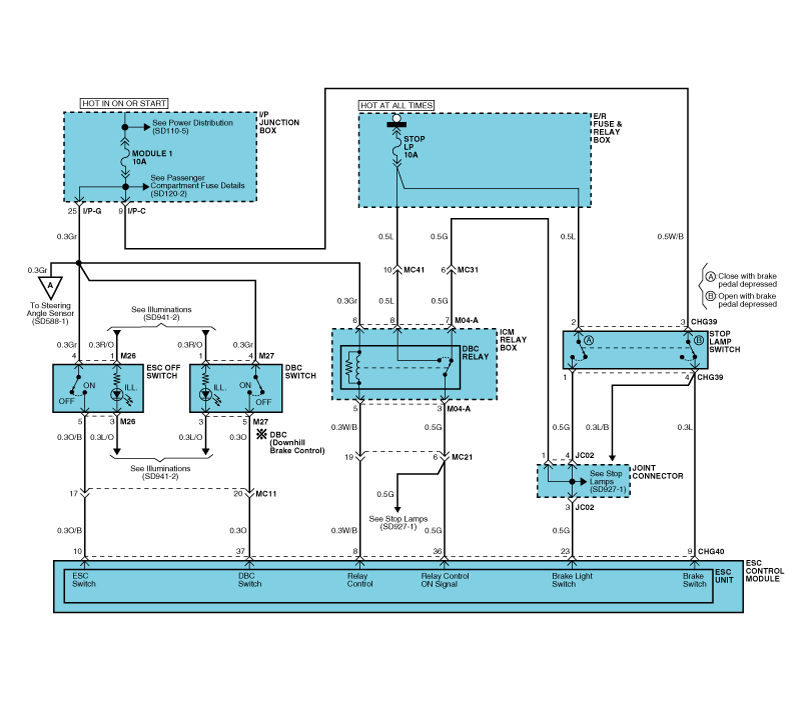 HOT IN ON OR START
I/P
JUNCTION
BOX
See Power Distribution
(SD110-5)
MODULE 1
10A
See Passenger
Compartment Fuse Details
(SD120-2)
25 I/P-G
9 I/P-C
HOT AT ALL TIMES
E/R
FUSE &
RELAY
BOX
STOP
LP
10A
0.3Gr
0.5L
0.5G
0.5L
0.5W/B
0.3Gr
A
To Steering
Angle Sensor
(SD588-1)
10 MC41
6 MC31
A :Close with brake
pedal depressed
B :Open with brake
pedal depressed
See Illuminations
(SD941-2)
0.3Gr
0.5L
0.5G
6
8
7 M04-A
2
3 CHG39
0.3Gr
0.3R/O
0.3R/O
0.3Gr
4
1 M26
1
4 M27
ESC OFF
SWITCH
ON
OFF
ILL.
DBC
SWITCH
ILL.
ON
OFF
ICM
RELAY
BOX
DBC
RELAY
STOP
LAMP
SWITCH
A
B
5
3 M26
3
5 M27
5
3 M04-A
1
4 CHG39
0.3O/B
0.3L/O
0.3L/O
0.3O
※ DBC
(Downhill
Brake Control)
0.3W/B
0.5G
0.5G
0.3L/B
0.3L
See Illuminations
(SD941-2)
19
6 MC21
1
4 JC02
JOINT
CONNECTOR
See Stop
Lamps
(SD927-1)
17
20 MC11
0.5G
See Stop Lamps
(SD927-1)
3 JC02
0.3O/B
0.3O
0.3W/B
0.5G
0.5G
10
37
8
36
23
9 CHG40
ESC
Switch
DBC
Switch
Relay
Control
Relay Control
ON Signal
Brake Light
Switch
Brake
Switch
ESC
UNIT
ESC
CONTROL
MODULE